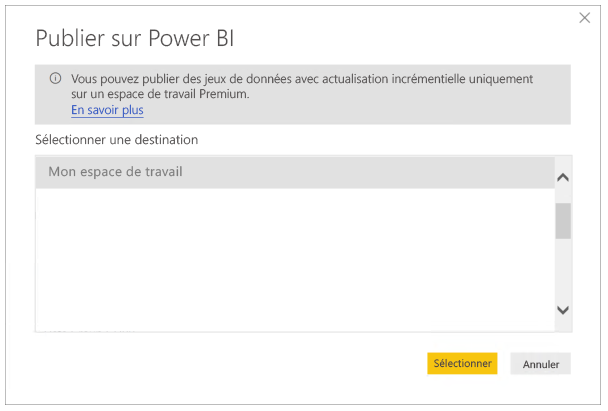 Publier sur Power BI
Vous pouvez publier des jeux de données avec actualisation incrémentielle uniquement
sur un espace de travail Premium.
En savoir plus
Sélectionner une destination
Mon espace de travail
Sélectionner
Annuler